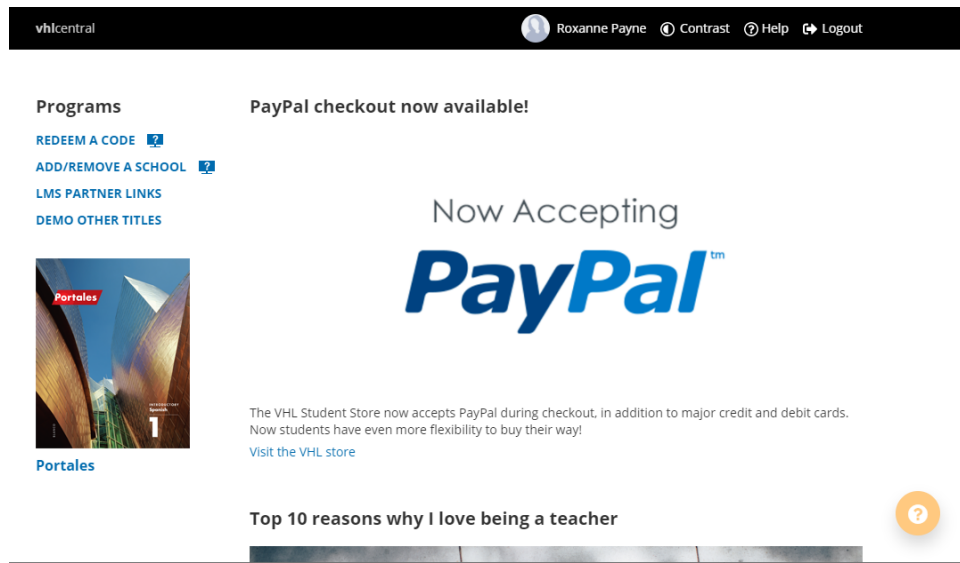 vhlcentral
Roxanne Payne Contrast Help Logout
Programs
REDEEM A CODE ?
ADD/REMOVE A SCHOOL ?
LMS PARTNER LINKS
DEMO OTHER TITLES
Portales
INTRODUCTORY
Spanish
1
Portales
PayPal checkout now available!
Now Accepting
PayPal™
The VHL Student Store now accepts PayPal during checkout, in addition to major credit and debit cards.
Now students have even more flexibility to buy their way!
Visit the VHL store
Top 10 reasons why I love being a teacher
?